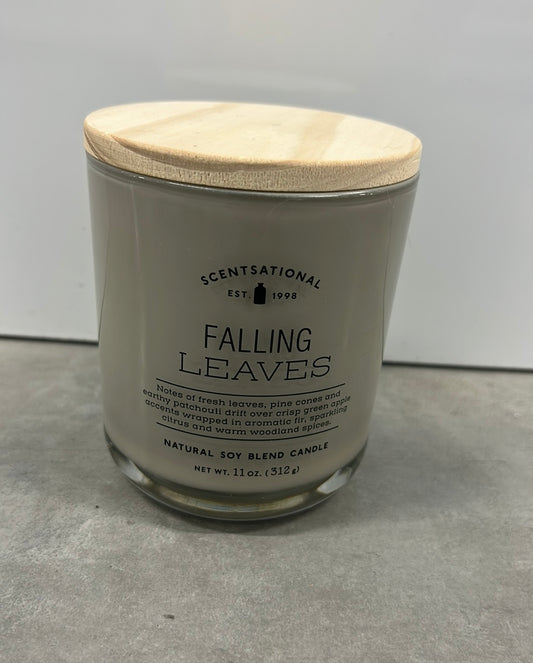 SCENTSATIONAL
EST. 1998
FALLING
LEAVES
Notes of fresh leaves, pine cones and
earthy patchouli drift over crisp green apple
accents wrapped in aromatic fir, sparkling
citrus and warm woodland spices.
NATURAL SOY BLEND CANDLE
NET WT. 11 oz. (312 g)